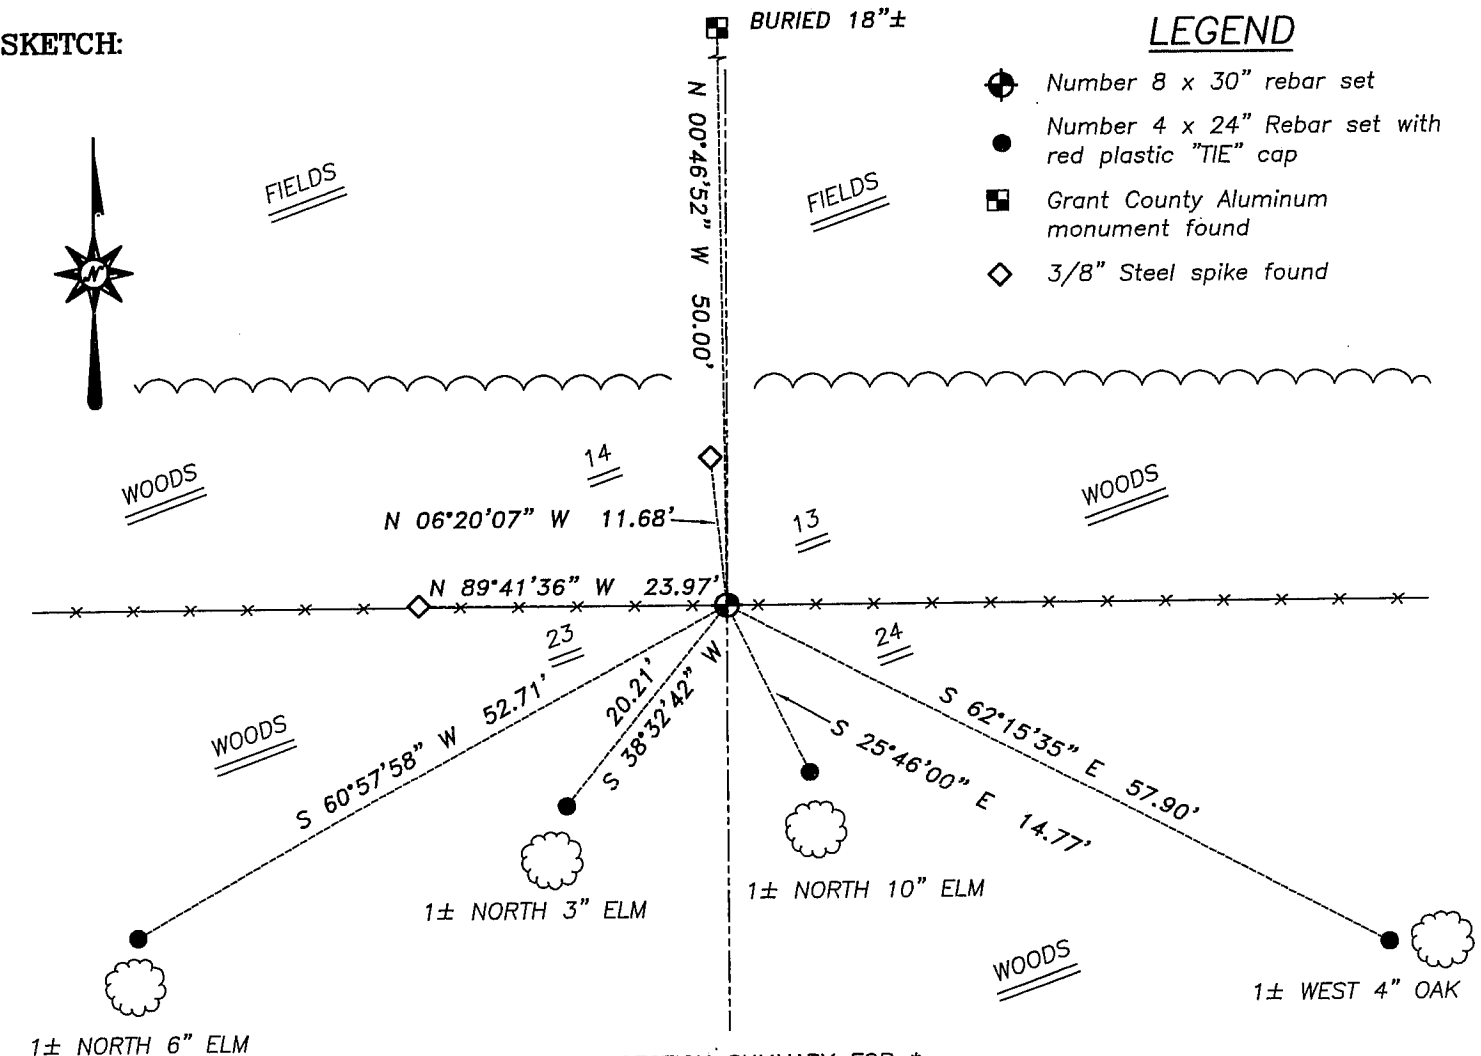 SKETCH:
BURIED 18"±
LEGEND
Number 8 x 30" rebar set
Number 4 x 24" Rebar set with
red plastic "TIE" cap
Grant County Aluminum
monument found
3/8" Steel spike found
N
FIELDS
FIELDS
N 00°46'52" W 50.00'
WOODS
14
WOODS
N 06°20'07" W 11.68'
13
N 89°41'36" W 23.97'
23
24
WOODS
S 60°57'58" W 52.71'
20.21'
S 38°32'42" W
S 25°46'00" E 14.77'
S 62°15'35" E 57.90'
1± NORTH 3" ELM
1± NORTH 10" ELM
WOODS
1± WEST 4" OAK
1± NORTH 6" ELM